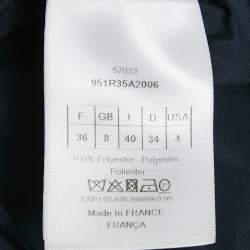 57033
951R35A2006
F GB I D USA
36 8 40 34 4
100% Polyester - Polyester
Poliester
Made In FRANCE
FRANÇA